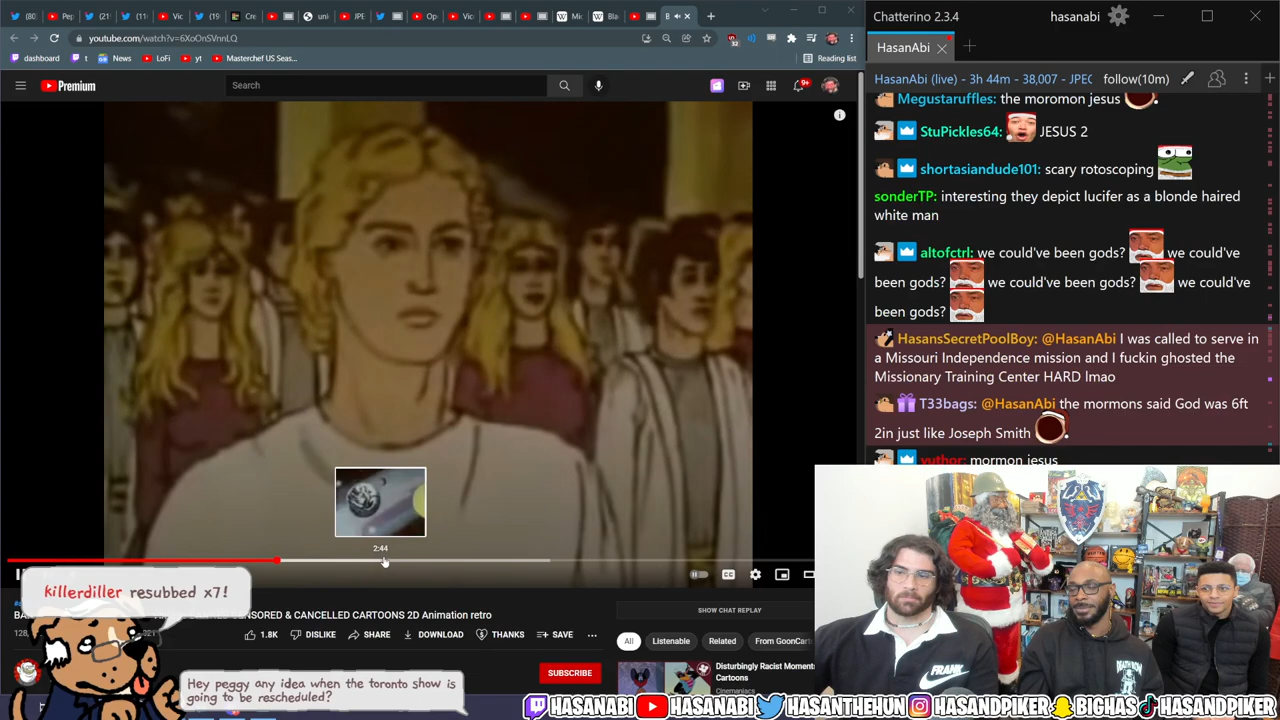 Chatterino 2.3.4
hasanabi
youtube.com/watch?v=6XoOnSVnnLQ
HasanAbi
dashboard
t
News
LoFi
yt
Masterchef US Seas...
Reading list
HasanAbi (live) - 3h 44m - 38,007 - JPEC
follow(10m)
Premium
Search
9+
Megustaruffles: the moromon jesus
StuPickles64: JESUS 2
shortasiandude101: scary rotoscoping
sonderTP: interesting they depict lucifer as a blonde haired
white man
altofctrl: we could've been gods? we could've
been gods? we could've been gods? we could've
been gods?
HasansSecretPoolBoy: @HasanAbi I was called to serve in
a Missouri Independence mission and I fuckin ghosted the
Missionary Training Center HARD lmao
T33bags: @HasanAbi the mormons said God was 6ft
2in just like Joseph Smith
yuthor: mormon jesus
2:44
killerdiller resubbed x7!
CENSORED & CANCELLED CARTOONS 2D Animation retro
SHOW CHAT REPLAY
1.8K
DISLIKE
SHARE
DOWNLOAD
THANKS
SAVE
All
Listenable
Related
From GoonCart
SUBSCRIBE
Disturbingly Racist Moments
Cartoons
Cinemaniacs
Hey peggy any idea when the toronto show is
going to be rescheduled?
FRANK
DEATH ROW
HASANABI
HASANABI
HASANTHEHUN
HASANDPIKER
BIGHAS
HASANDPIKER